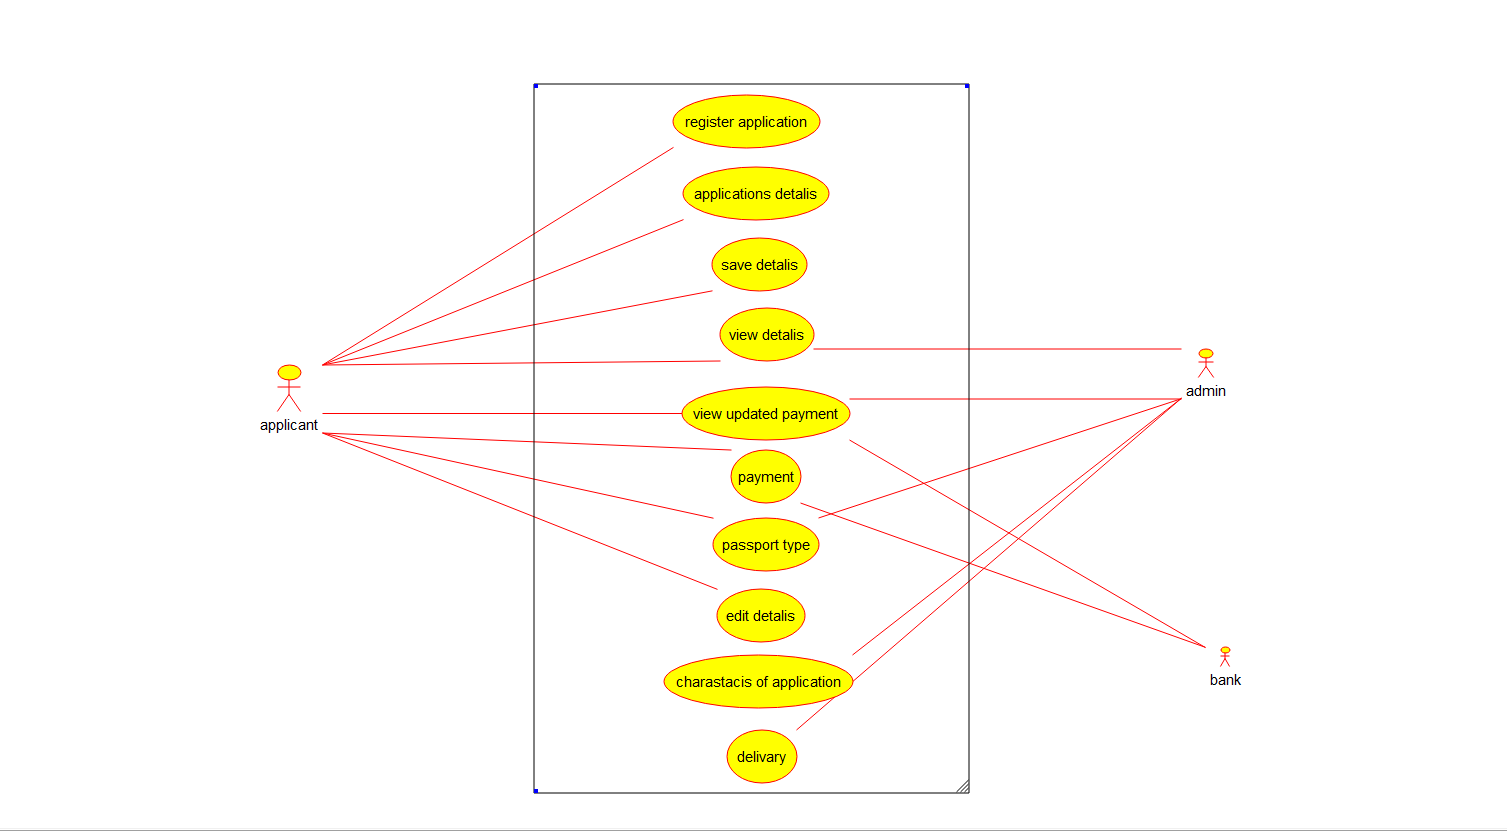 register application
applications detalis
save detalis
view detalis
admin
view updated payment
applicant
payment
passport type
edit detalis
charastacis of application
bank
delivary